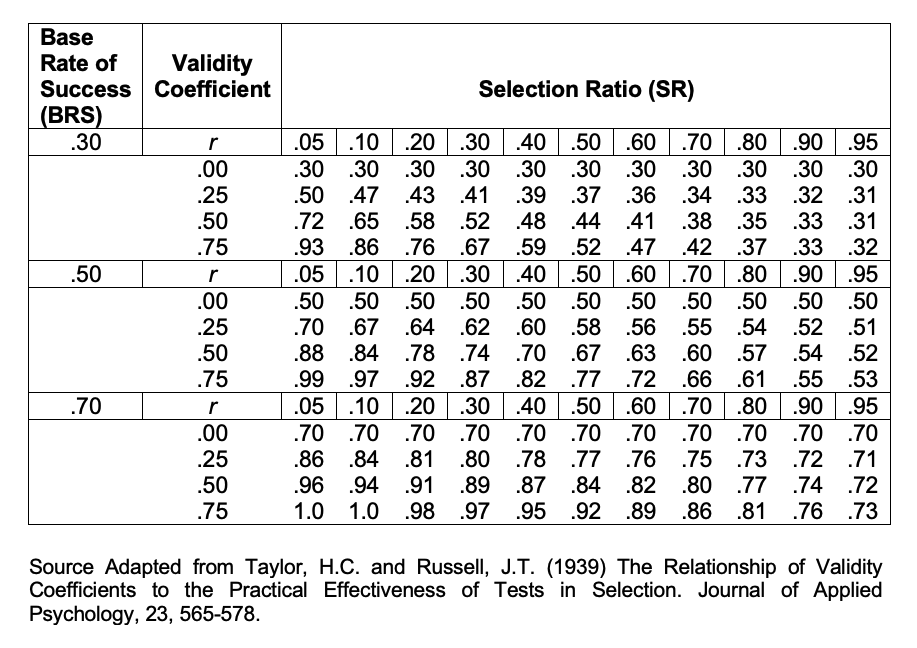 Base
Rate of
Success
(BRS)
Validity
Coefficient
Selection Ratio (SR)
.30 r .05 .10 .20 .30 .40 .50 .60 .70 .80 .90 .95
.00 .30 .30 .30 .30 .30 .30 .30 .30 .30 .30 .30
.25 .50 .47 .43 .41 .39 .37 .36 .34 .33 .32 .31
.50 .72 .65 .58 .52 .48 .44 .41 .38 .35 .33 .31
.75 .93 .86 .76 .67 .59 .52 .47 .42 .37 .33 .32
.50 r .05 .10 .20 .30 .40 .50 .60 .70 .80 .90 .95
.00 .50 .50 .50 .50 .50 .50 .50 .50 .50 .50 .50
.25 .70 .67 .64 .62 .60 .58 .56 .55 .54 .52 .51
.50 .88 .84 .78 .74 .70 .67 .63 .60 .57 .54 .52
.75 .99 .97 .92 .87 .82 .77 .72 .66 .61 .55 .53
.70 r .05 .10 .20 .30 .40 .50 .60 .70 .80 .90 .95
.00 .70 .70 .70 .70 .70 .70 .70 .70 .70 .70 .70
.25 .86 .84 .81 .80 .78 .77 .76 .75 .73 .72 .71
.50 .96 .94 .91 .89 .87 .84 .82 .80 .77 .74 .72
.75 1.0 1.0 .98 .97 .95 .92 .89 .86 .81 .76 .73
Source Adapted from Taylor, H.C. and Russell, J.T. (1939) The Relationship of Validity
Coefficients to the Practical Effectiveness of Tests in Selection. Journal of Applied
Psychology, 23, 565-578.